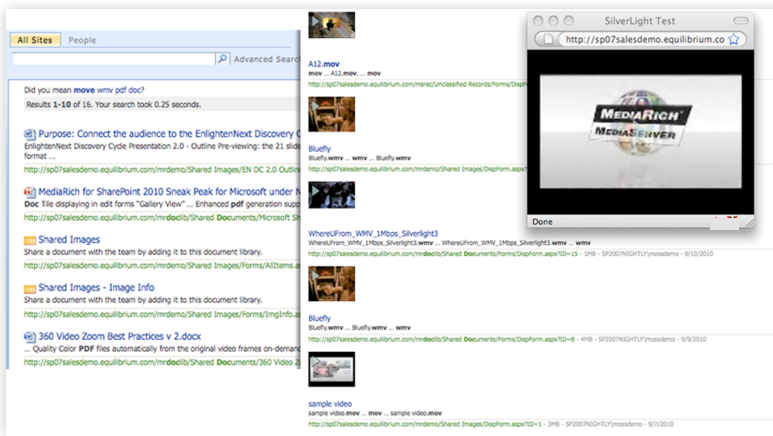 All Sites People
Advanced Searc
Did you mean move wmv pdf doc?
Results 1-10 of 16. Your search took 0.25 seconds.
Purpose: Connect the audience to the EnlightenNext Discovery C
EnlightenNext Discovery Cycle Presentation 2.0 - Outline Pre-viewing: the 21 slid
format ...
http://sp07salesdemo.equilibrium.com/mrdemo/Shared Images/EN DC 2.0 Outlin
MediaRich for SharePoint 2010 Sneak Peak for Microsoft under N
Doc Tile displaying in edit forms "Gallery View" ... Enhanced pdf generation supp
http://sp07salesdemo.equilibrium.com/mrdoclib/Shared Documents/Microsoft Sh
Shared Images
Share a document with the team by adding it to this document library.
http://sp07salesdemo.equilibrium.com/mrdemo/Shared Images/Forms/AllItems.a
Shared Images - Image Info
Share a document with the team by adding it to this document library.
http://sp07salesdemo.equilibrium.com/mrdemo/Shared Images/Forms/ImgInfo.as
360 Video Zoom Best Practices v 2.docx
... Quality Color PDF files automatically from the original video frames on-deman
http://sp07salesdemo.equilibrium.com/mrdoclib/Shared Documents/360 Video Z
A12.mov
mov ... A12.mov. ... mov
http://sp07salesdemo.equilibrium.com/msrec/Unclassified Records/Forms/DispForm
Bluefly
Bluefly.wmv ... wmv ... Bluefly.wmv
http://sp07salesdemo.equilibrium.com/mrdemo/Shared Images/Forms/DispForm.aspx?
WhereUFrom_WMV_1Mbps_Silverlight3
WhereUFrom_WMV_1Mbps_Silverlight3.wmv ... WhereUFrom_WMV_1Mbps_Silverlight3.wmv ... wmv
http://sp07salesdemo.equilibrium.com/mrdoclib/Shared Documents/Forms/DispForm.aspx?ID=15 - 1MB - SP2007NIGHTLY\mossdemo - 9/10/2010
Bluefly
Bluefly.wmv ... Bluefly.wmv ... wmv
http://sp07salesdemo.equilibrium.com/mrdoclib/Shared Documents/Forms/DispForm.aspx?ID=8 - 4MB - SP2007NIGHTLY\mossdemo - 9/9/2010
sample video
sample video.mov ... mov ... sample video.mov
http://sp07salesdemo.equilibrium.com/mrdemo/Shared Images/Forms/DispForm.aspx?ID=1 - 3MB - SP2007NIGHTLY\mossdemo - 9/7/2010
SilverLight Test
http://sp07salesdemo.equilibrium.co
MEDIARICH
MEDIASERVER
Done